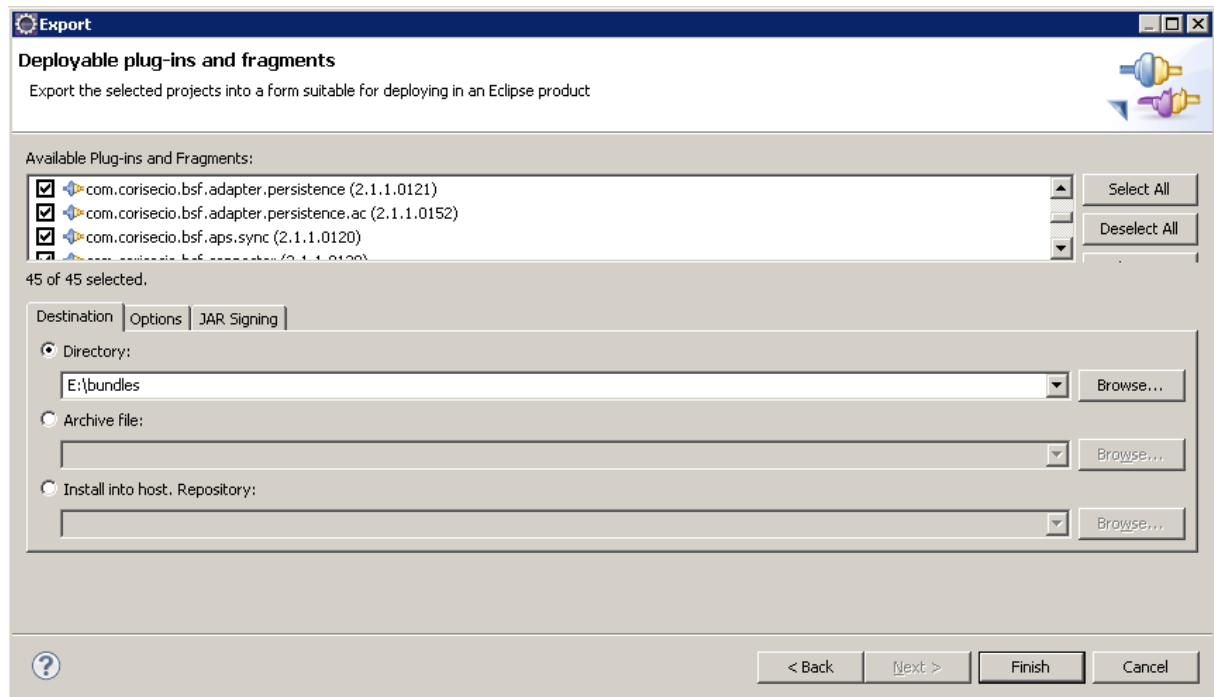 Export
Deployable plug-ins and fragments
Export the selected projects into a form suitable for deploying in an Eclipse product
Available Plug-ins and Fragments:
com.corisecio.bsf.adapter.persistence (2.1.1.0121)
Select All
com.corisecio.bsf.adapter.persistence.ac (2.1.1.0152)
com.corisecio.bsf.aps.sync (2.1.1.0120)
Deselect All
45 of 45 selected.
Destination Options JAR Signing
Directory:
E:\bundles Browse...
Archive file:
Browse...
Install into host. Repository:
Browse...
< Back Next > Finish Cancel